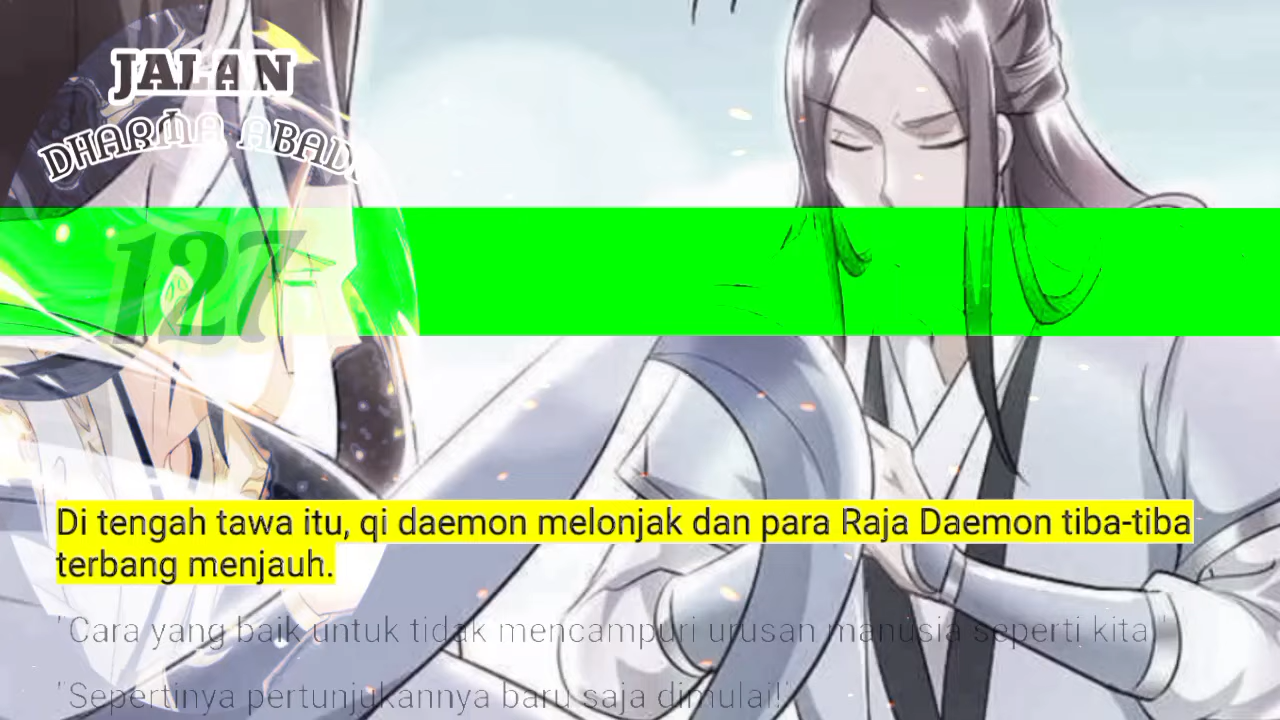 JALAN
DHARMA ABADI
127
Di tengah tawa itu, qi daemon melonjak dan para Raja Daemon tiba-tiba
terbang menjauh.
"Cara yang baik untuk tidak mencampuri urusan manusia seperti kita."
"Sepertinya pertunjukannya baru saja dimulai!"